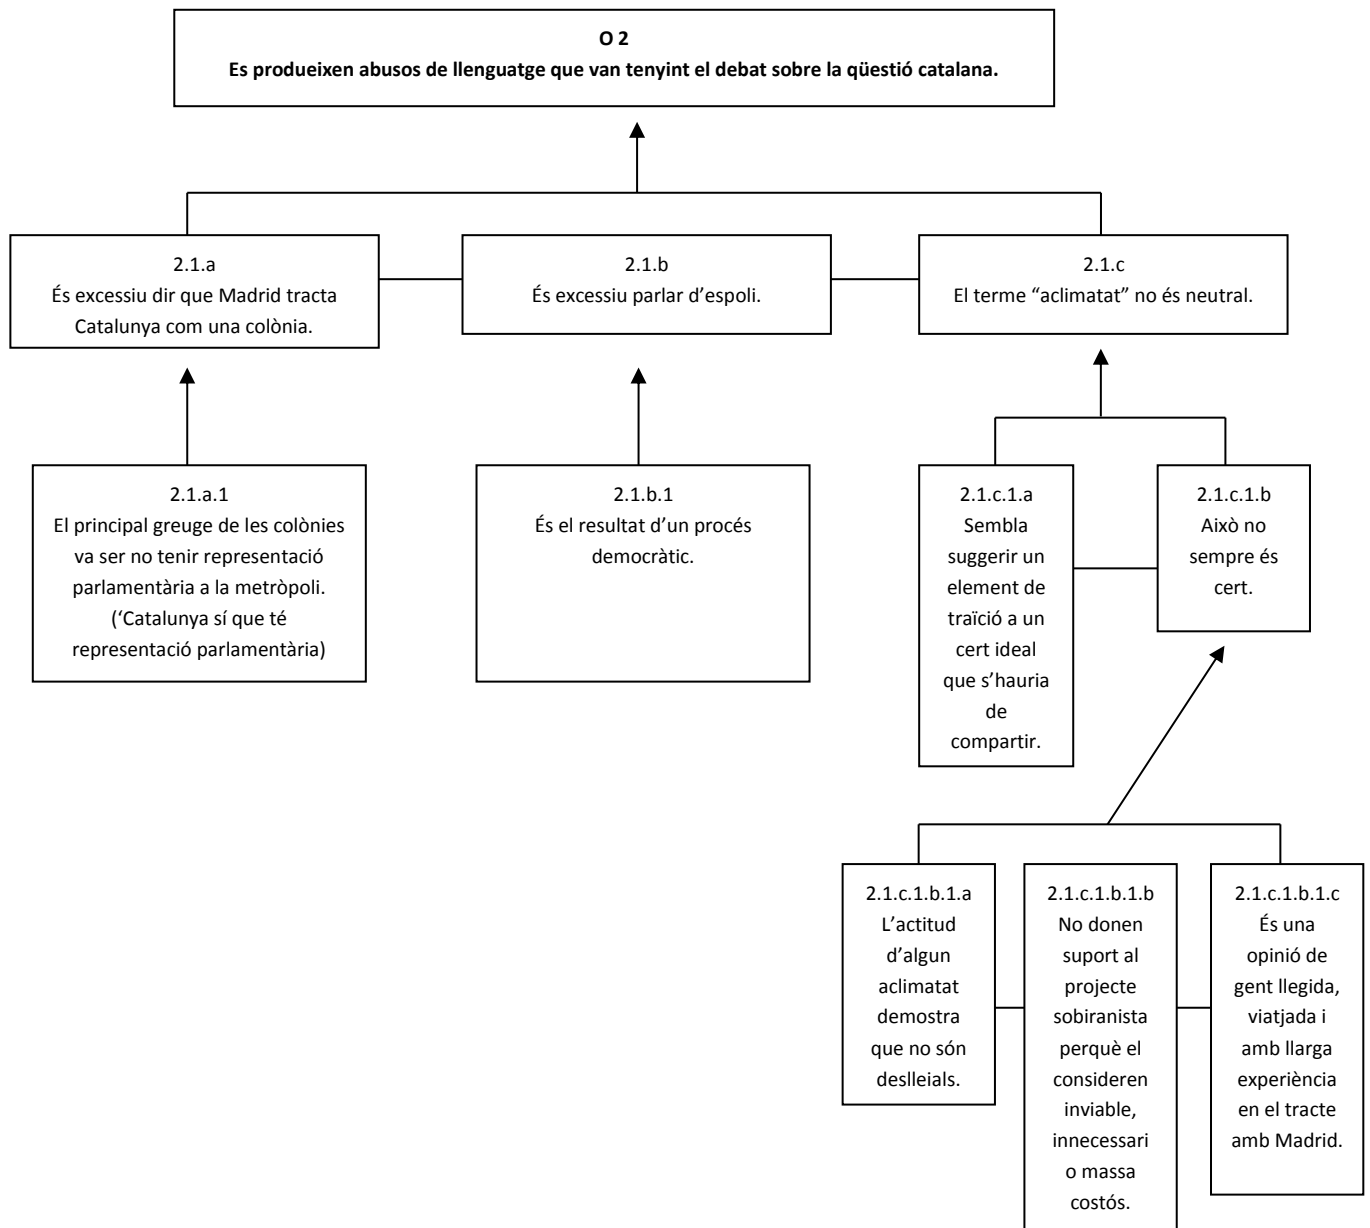 O 2
Es produeixen abusos de llenguatge que van tenyint el debat sobre la qüestió catalana.
2.1.a
És excessiu dir que Madrid tracta
Catalunya com una colònia.
2.1.b
És excessiu parlar d’espoli.
2.1.c
El terme “aclimatat” no és neutral.
2.1.a.1
El principal greuge de les colònies
va ser no tenir representació
parlamentària a la metròpoli.
(‘Catalunya sí que té
representació parlamentària)
2.1.b.1
És el resultat d’un procés
democràtic.
2.1.c.1.a
Sembla
suggerir un
element de
traïció a un
cert ideal
que s’hauria
de
compartir.
2.1.c.1.b
Això no
sempre és
cert.
2.1.c.1.b.1.a
L’actitud
d’algun
aclimatat
demostra
que no són
deslleials.
2.1.c.1.b.1.b
No donen
suport al
projecte
sobiranista
perquè el
consideren
inviable,
innecessari
o massa
costós.
2.1.c.1.b.1.c
És una
opinió de
gent llegida,
viatjada i
amb llarga
experiència
en el tracte
amb Madrid.